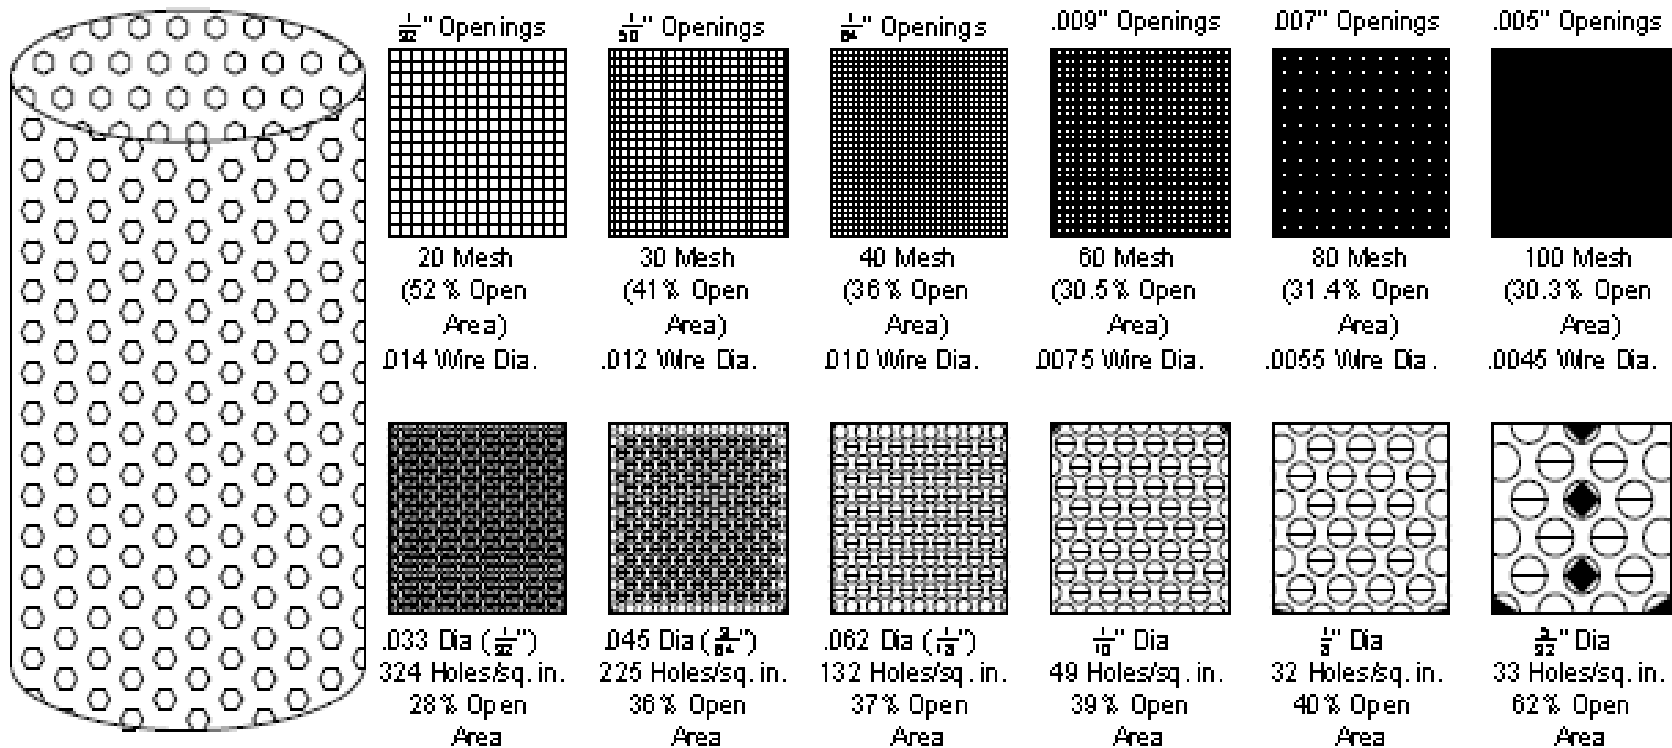 1/32" Openings
20 Mesh
(52% Open
Area)
.014 Wire Dia.
1/50" Openings
30 Mesh
(41% Open
Area)
.012 Wire Dia.
1/64" Openings
40 Mesh
(36% Open
Area)
.010 Wire Dia.
.009" Openings
60 Mesh
(30.5% Open
Area)
.0075 Wire Dia.
.007" Openings
80 Mesh
(31.4% Open
Area)
.0055 Wire Dia.
.005" Openings
100 Mesh
(30.3% Open
Area)
.0045 Wire Dia.
.033 Dia (1/32")
324 Holes/sq. in.
28% Open
Area
.045 Dia (3/64")
225 Holes/sq. in.
36% Open
Area
.062 Dia
132 Holes/sq. in.
37% Open
Area
1/10" Dia
49 Holes/sq. in.
39% Open
Area
Dia
32 Holes/sq. in.
40% Open
Area
Dia
33 Holes/sq. in.
62% Open
Area